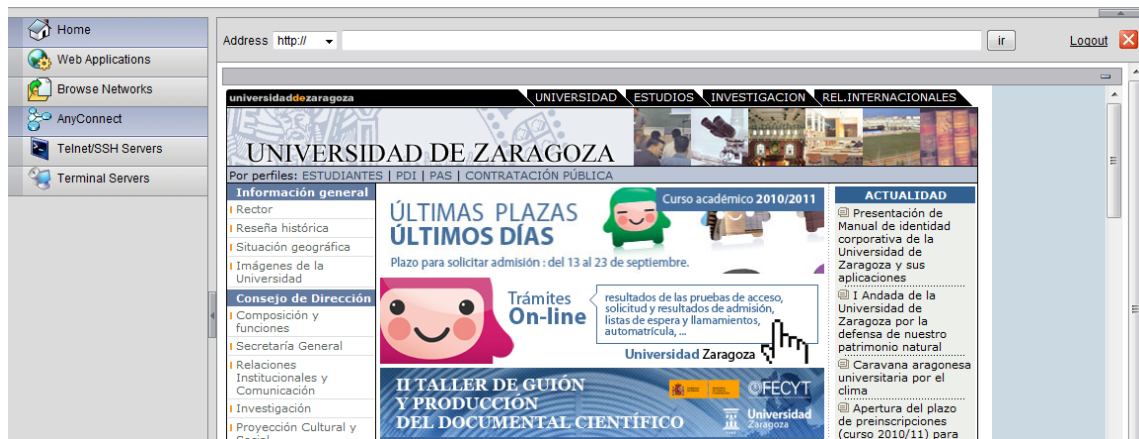 Home
Web Applications
Browse Networks
AnyConnect
Telnet/SSH Servers
Terminal Servers
Address http://
ir
Logout
universidaddezaragoza
UNIVERSIDAD
ESTUDIOS
INVESTIGACION
REL.INTERNACIONALES
UNIVERSIDAD DE ZARAGOZA
Por perfiles: ESTUDIANTES | PDI | PAS | CONTRATACIÓN PÚBLICA
Información general
Rector
Reseña histórica
Situación geográfica
Imágenes de la
Universidad
Consejo de Dirección
Composición y
funciones
Secretaría General
Relaciones
Institucionales y
Comunicación
Investigación
Proyección Cultural y
Social
Curso académico 2010/2011
ÚLTIMAS PLAZAS
ÚLTIMOS DÍAS
Plazo para solicitar admisión : del 13 al 23 de septiembre.
Trámites
On-line
resultados de las pruebas de acceso,
solicitud y resultados de admisión,
listas de espera y llamamientos,
automatrícula, ...
Universidad Zaragoza
II TALLER DE GUIÓN
Y PRODUCCIÓN
DEL DOCUMENTAL CIENTÍFICO
FECYT
Universidad
Zaragoza
ACTUALIDAD
Presentación de
Manual de identidad
corporativa de la
Universidad de
Zaragoza y sus
aplicaciones
I Andada de la
Universidad de
Zaragoza por la
defensa de nuestro
patrimonio natural
Caravana aragonesa
universitaria por el
clima
Apertura del plazo
de preinscripciones
(curso 2010/11) para